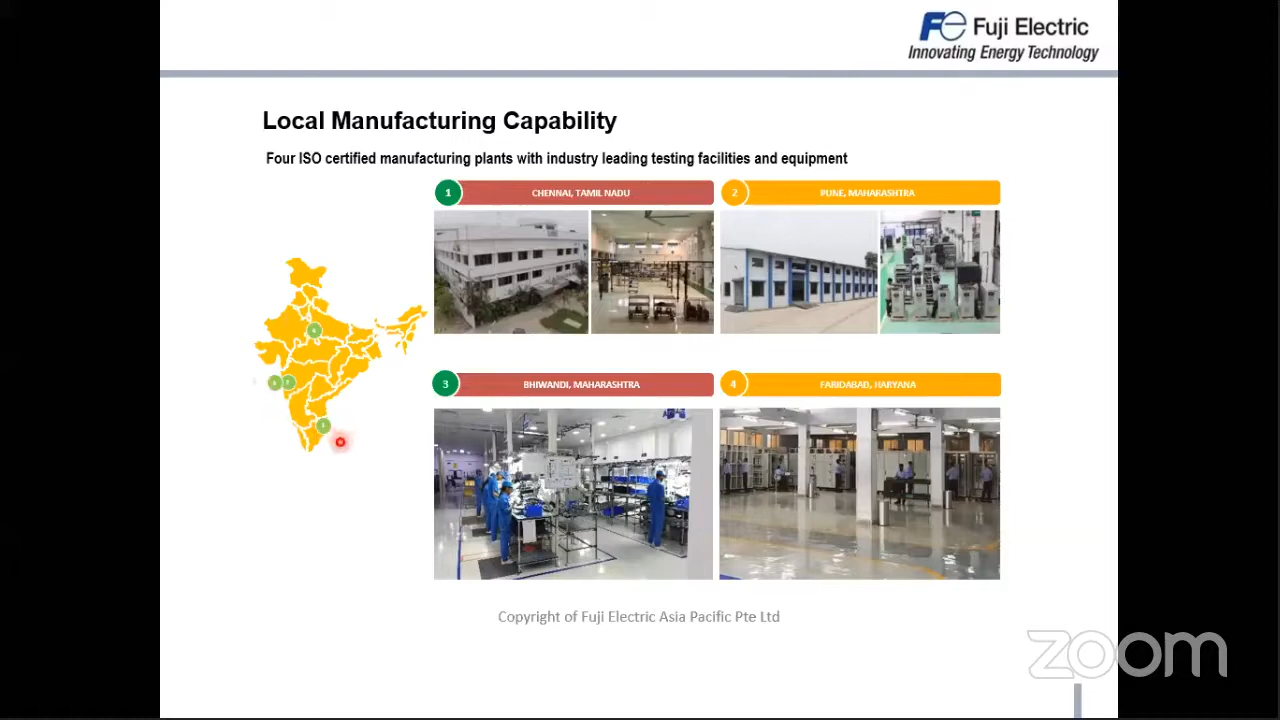 Fe Fuji Electric
Innovating Energy Technology
Local Manufacturing Capability
Four ISO certified manufacturing plants with industry leading testing facilities and equipment
1 CHENNAI, TAMIL NADU
2 PUNE, MAHARASHTRA
3 BHIWANDI, MAHARASHTRA
4 FARIDABAD, HARYANA
Copyright of Fuji Electric Asia Pacific Pte Ltd
zoom